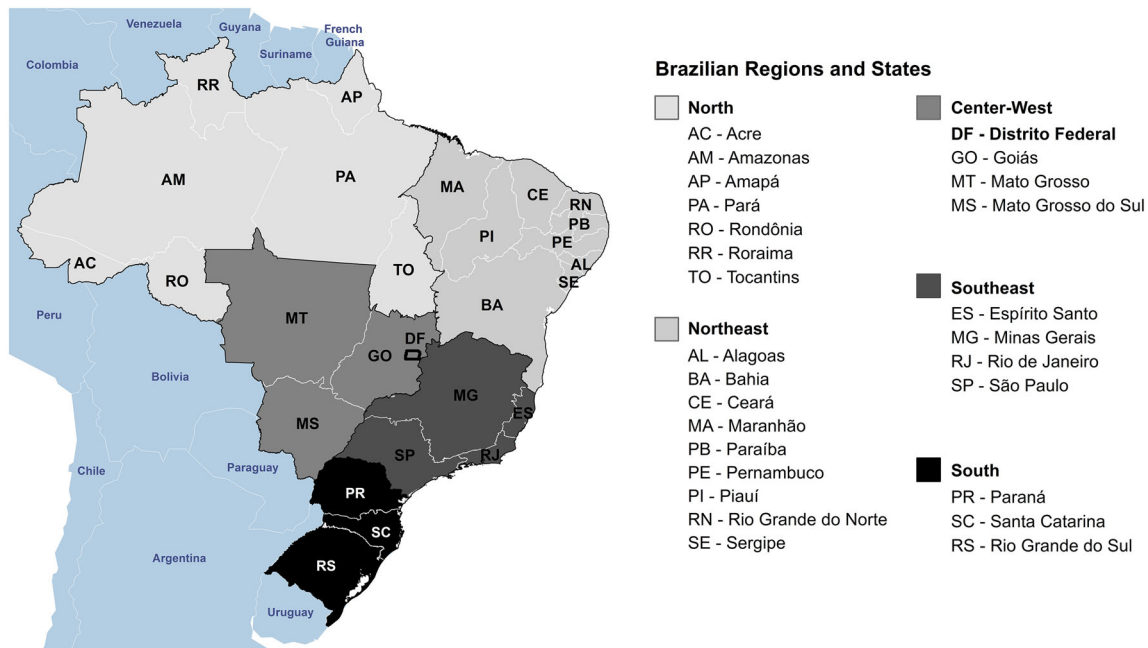 Venezuela
Guyana
French
Guiana
Suriname
Colombia
RR
AP
AM
PA
MA
CE
RN
PB
PI
PE
AL
SE
AC
RO
TO
BA
Peru
MT
DF
GO
Bolivia
MG
ES
MS
SP
RJ
Chile
Paraguay
PR
SC
Argentina
RS
Uruguay
Brazilian Regions and States
North
AC - Acre
AM - Amazonas
AP - Amapá
PA - Pará
RO - Rondônia
RR - Roraima
TO - Tocantins
Northeast
AL - Alagoas
BA - Bahia
CE - Ceará
MA - Maranhão
PB - Paraíba
PE - Pernambuco
PI - Piauí
RN - Rio Grande do Norte
SE - Sergipe
Center-West
DF - Distrito Federal
GO - Goiás
MT - Mato Grosso
MS - Mato Grosso do Sul
Southeast
ES - Espírito Santo
MG - Minas Gerais
RJ - Rio de Janeiro
SP - São Paulo
South
PR - Paraná
SC - Santa Catarina
RS - Rio Grande do Sul